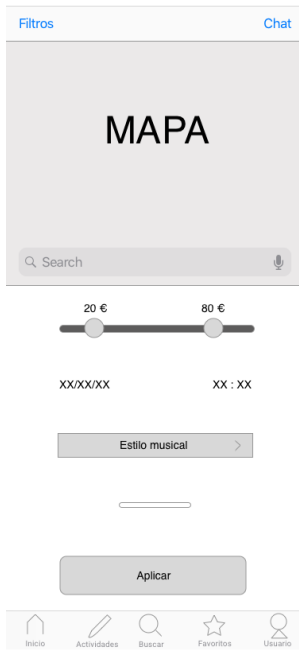 Filtros Chat
MAPA
Search
20 € 80 €
XX/XX/XX XX : XX
Estilo musical
Aplicar
Inicio Actividades Buscar Favoritos Usuario